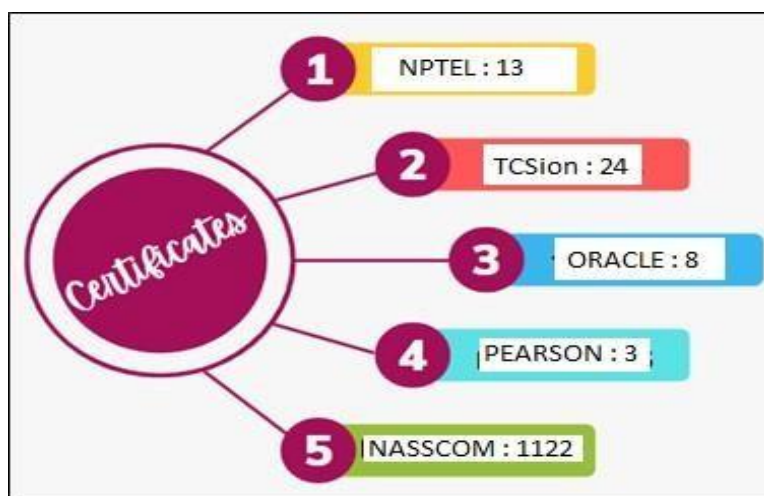 1 NPTEL : 13
2 TCSion : 24
Certificates
3 ORACLE : 8
4 PEARSON : 3
5 NASSCOM : 1122